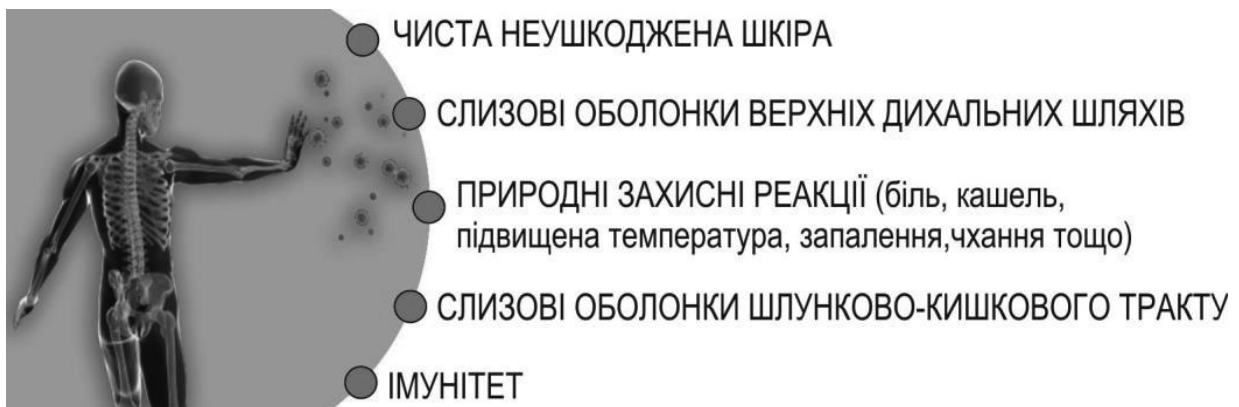 ЧИСТА НЕУШКОДЖЕНА ШКІРА
СЛИЗОВІ ОБОЛОНКИ ВЕРХНІХ ДИХАЛЬНИХ ШЛЯХІВ
ПРИРОДНІ ЗАХИСНІ РЕАКЦІЇ (біль, кашель,
підвищена температура, запалення,чхання тощо)
СЛИЗОВІ ОБОЛОНКИ ШЛУНКОВО-КИШКОВОГО ТРАКТУ
ІМУНІТЕТ